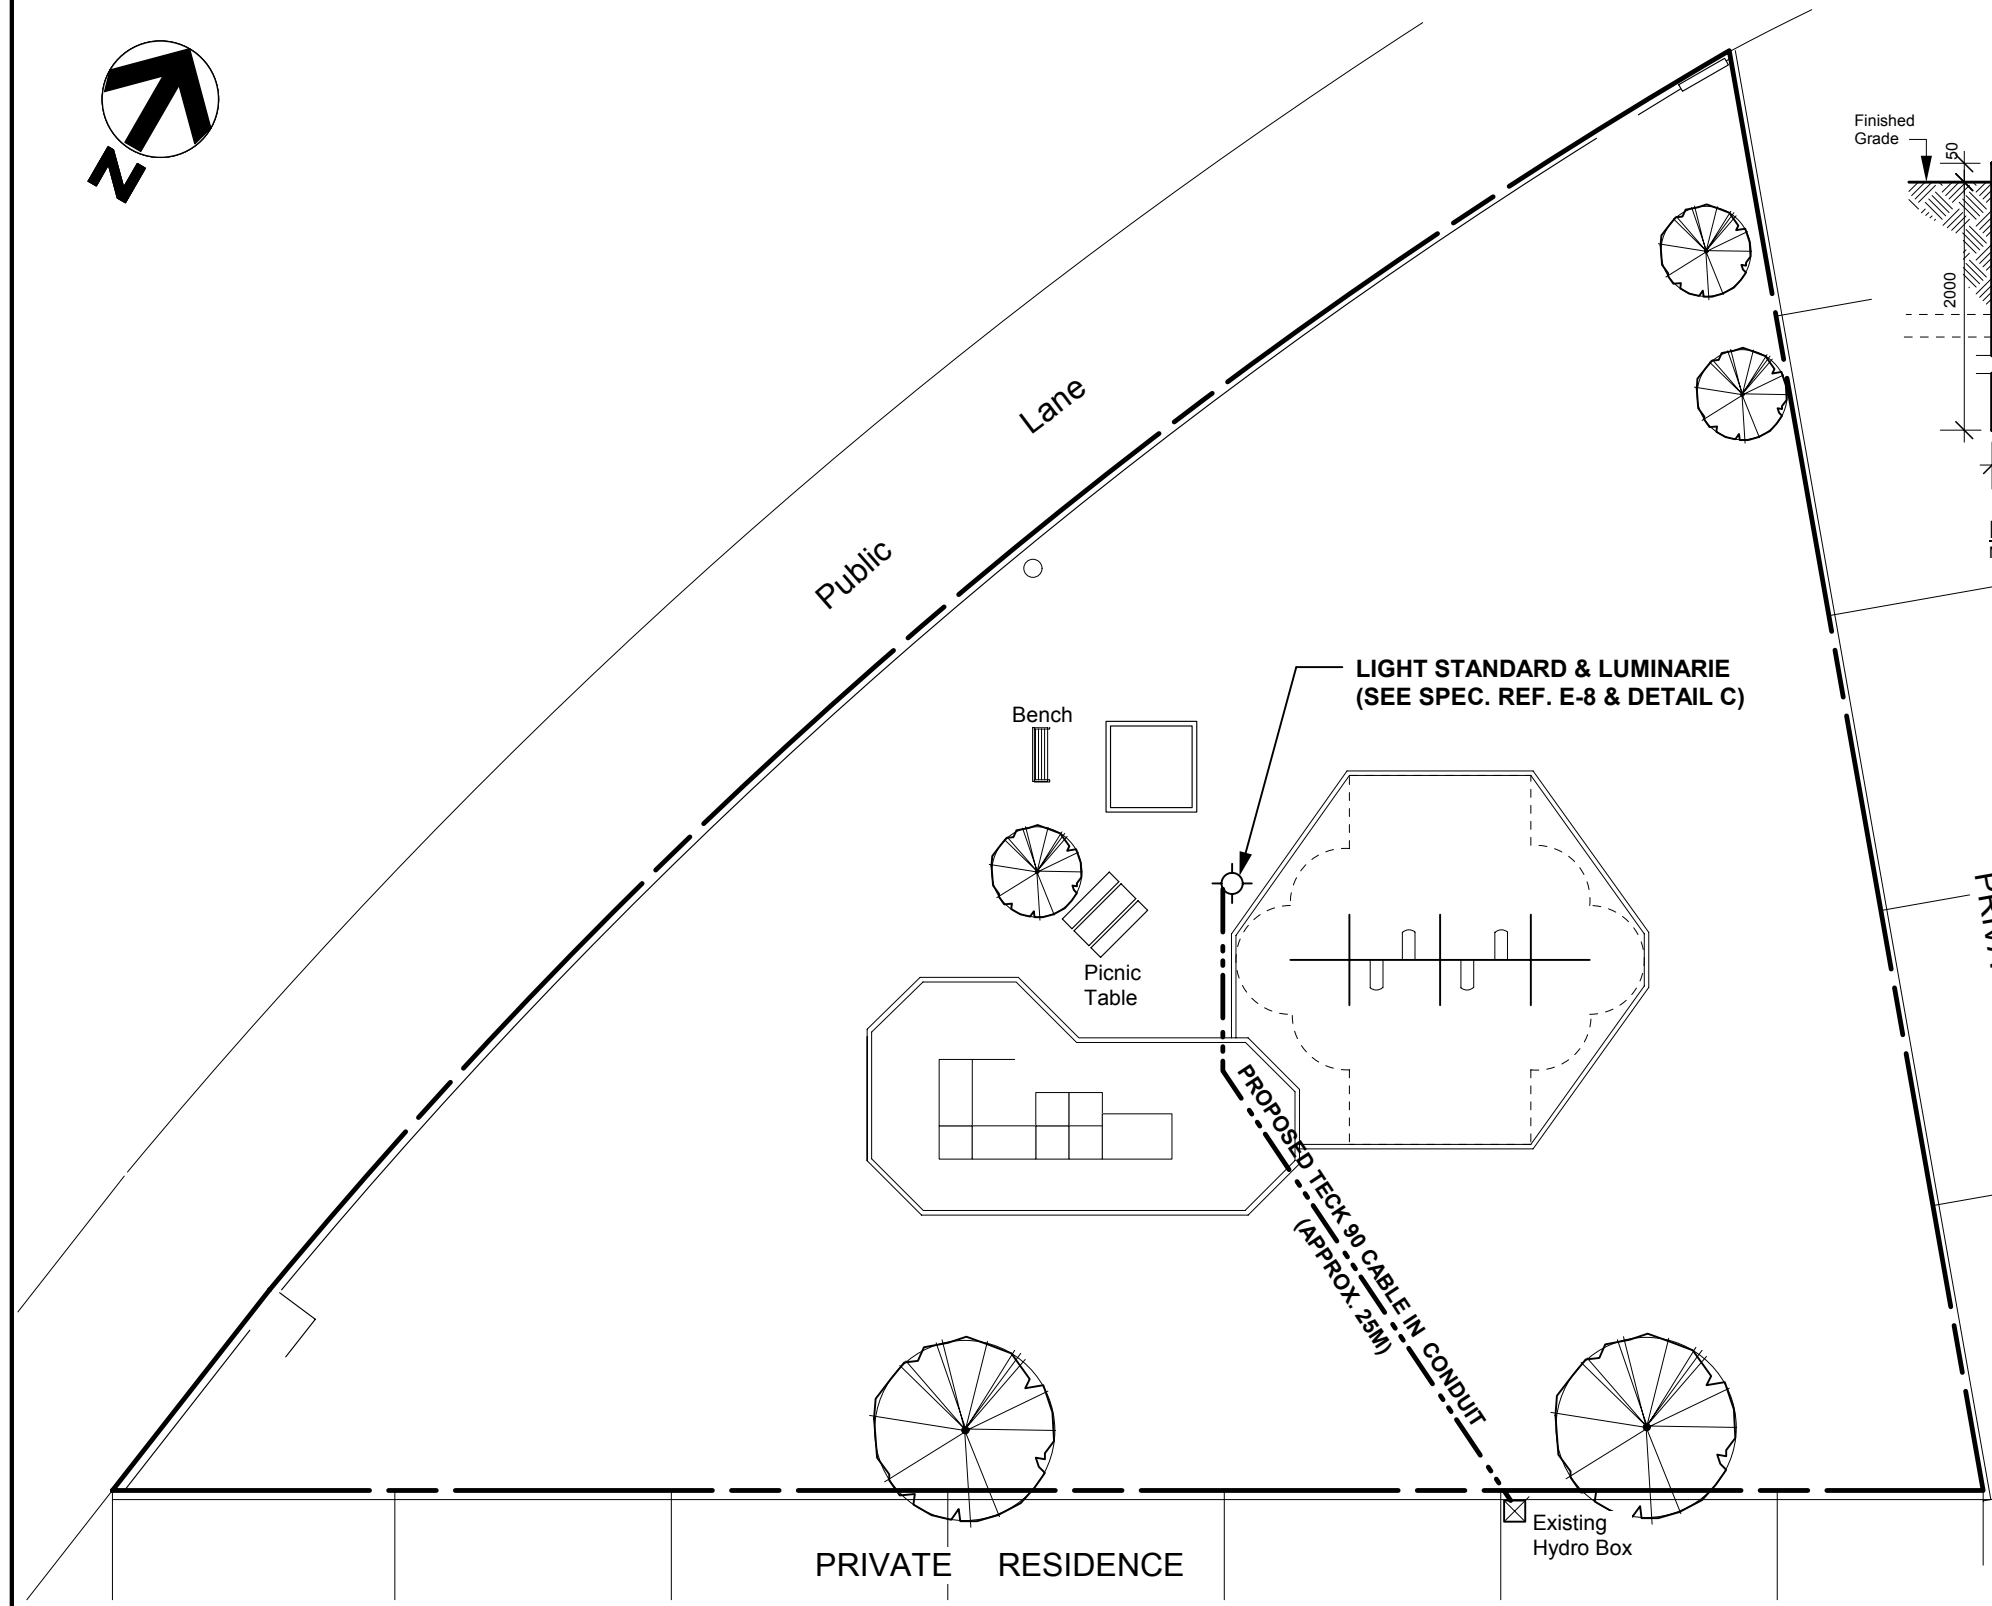 N
Finished
Grade
50
2000
Lane
Public
LIGHT STANDARD & LUMINARIE
(SEE SPEC. REF. E-8 & DETAIL C)
Bench
Picnic
Table
PROPOSED TECK 90 CABLE IN CONDUIT
(APPROX. 25M)
Existing
Hydro Box
PRIVATE RESIDENCE